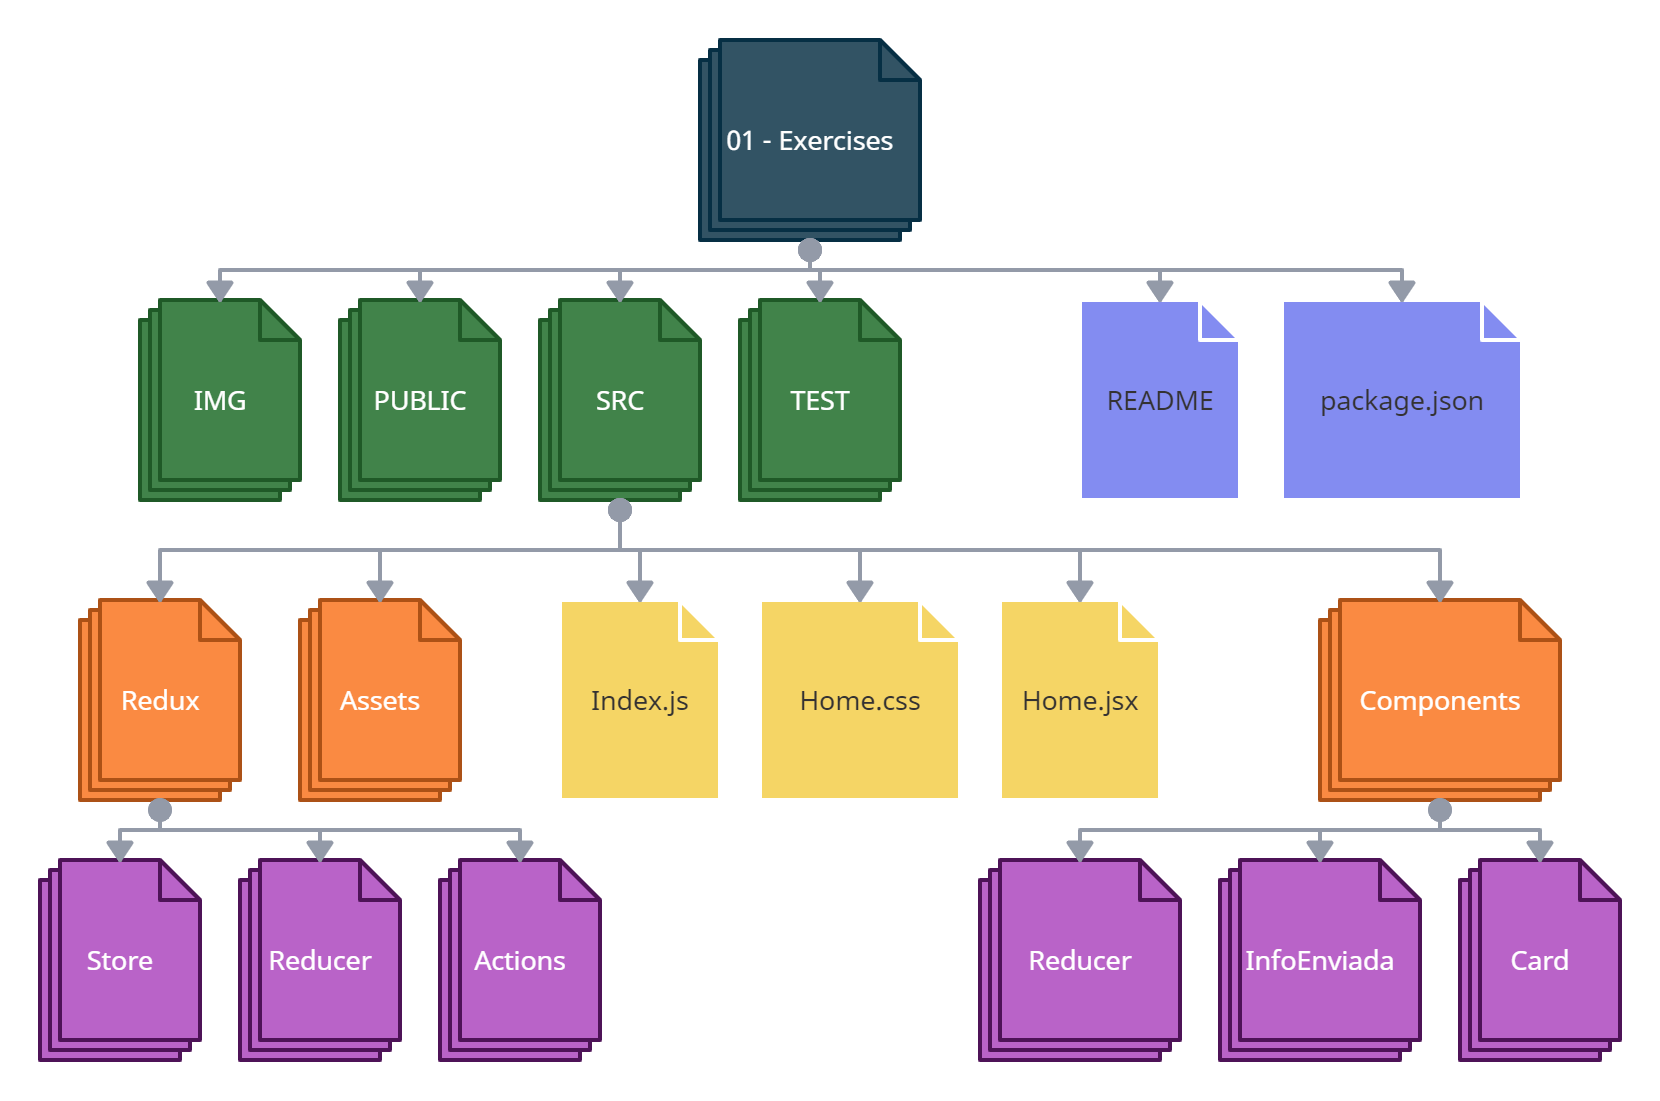 01 - Exercises
IMG
PUBLIC
SRC
TEST
README
package.json
Redux
Assets
Index.js
Home.css
Home.jsx
Components
Store
Reducer
Actions
Reducer
InfoEnviada
Card